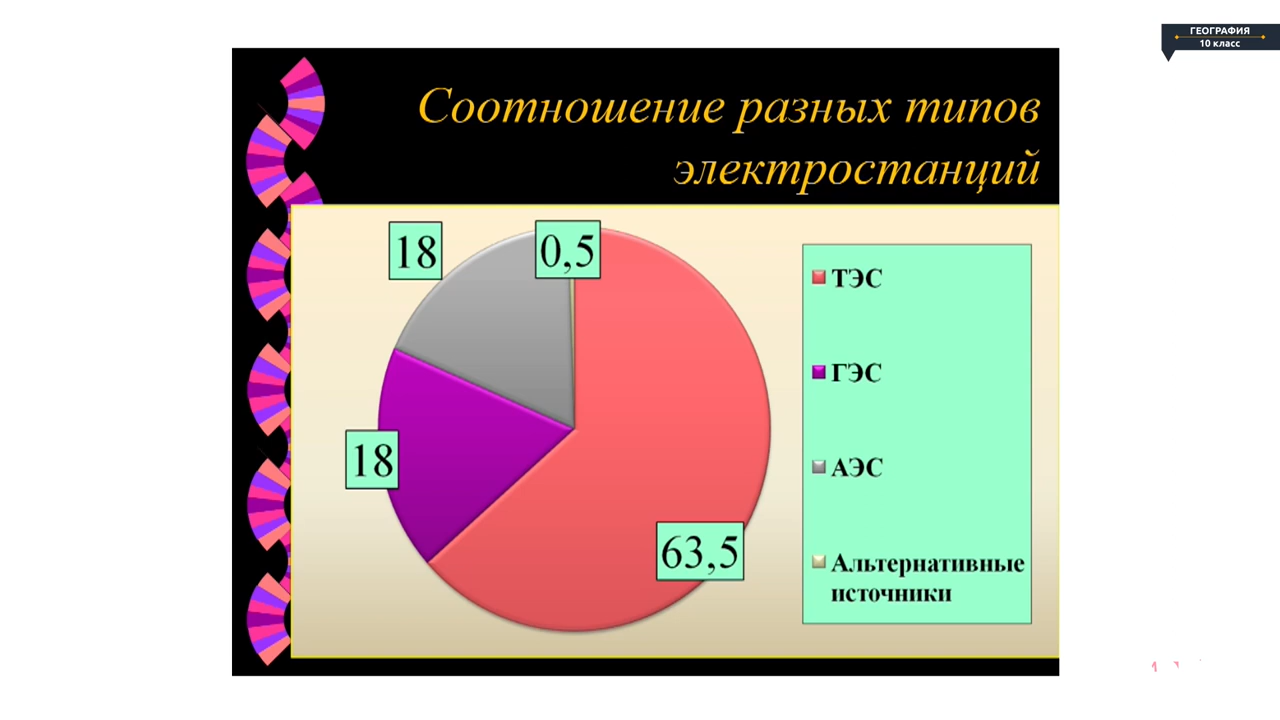 ГЕОГРАФИЯ
10 класс
Соотношение разных типов
электростанций
18
0,5
18
63,5
ТЭС
ГЭС
АЭС
Альтернативные
источники